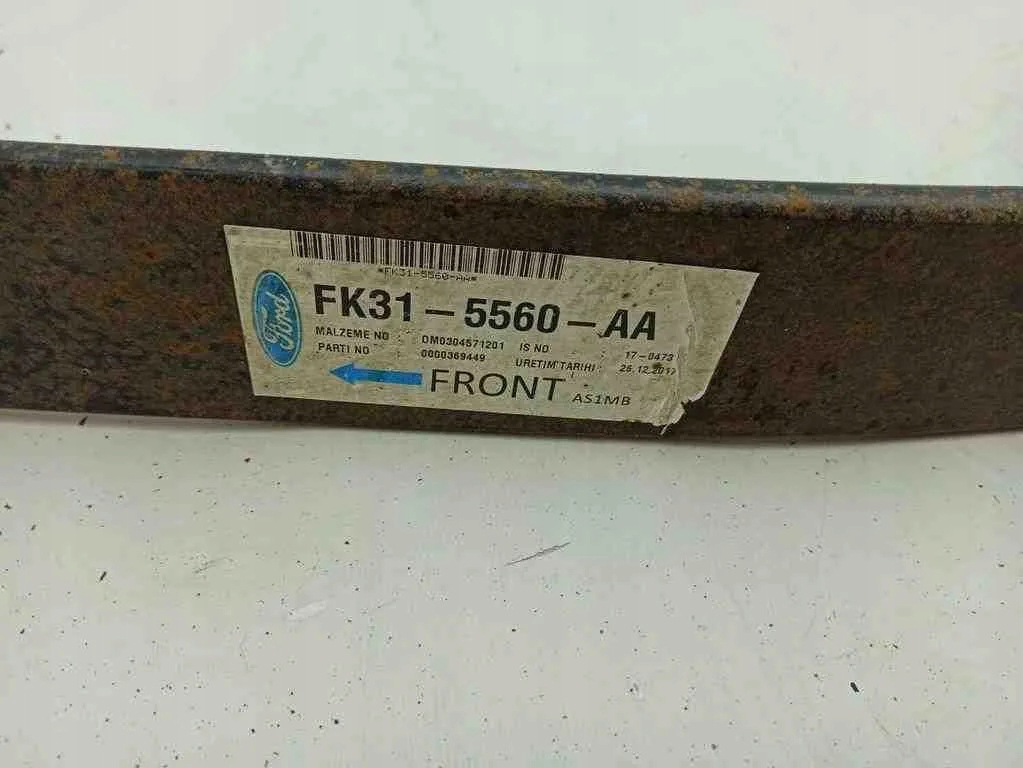 *FK31-5560-AA*
Ford
FK31-5560-AA
MALZEME NO : OM0304571201 IS NO : 17-0473
PARTI NO 0000369449 URETIM TARIHI : 26.12.2017
FRONT AS1MB